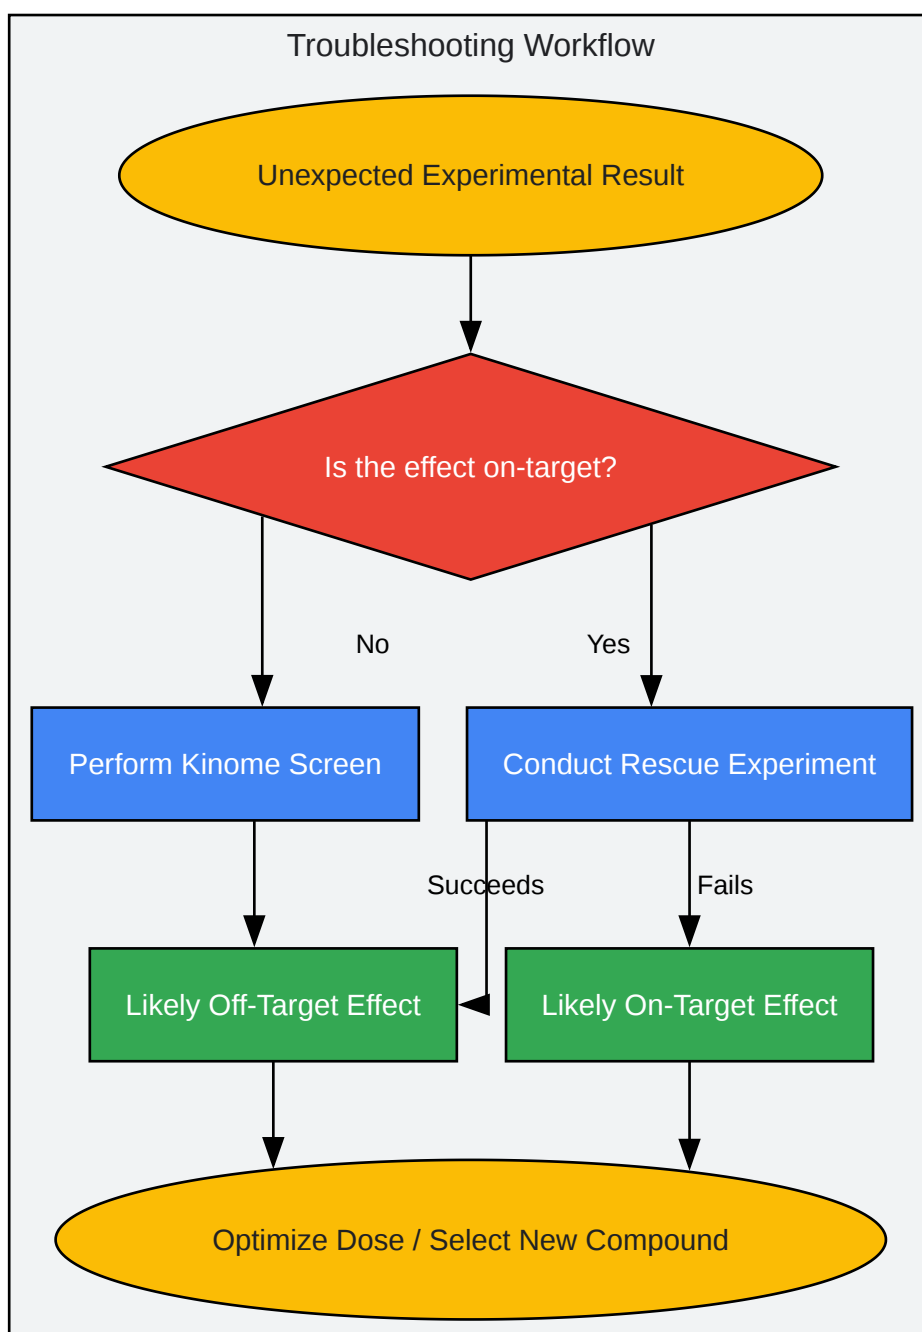 Troubleshooting Workflow
Unexpected Experimental Result
Is the effect on-target?
No
Yes
Perform Kinome Screen
Conduct Rescue Experiment
Succeeds
Fails
Likely Off-Target Effect
Likely On-Target Effect
Optimize Dose / Select New Compound